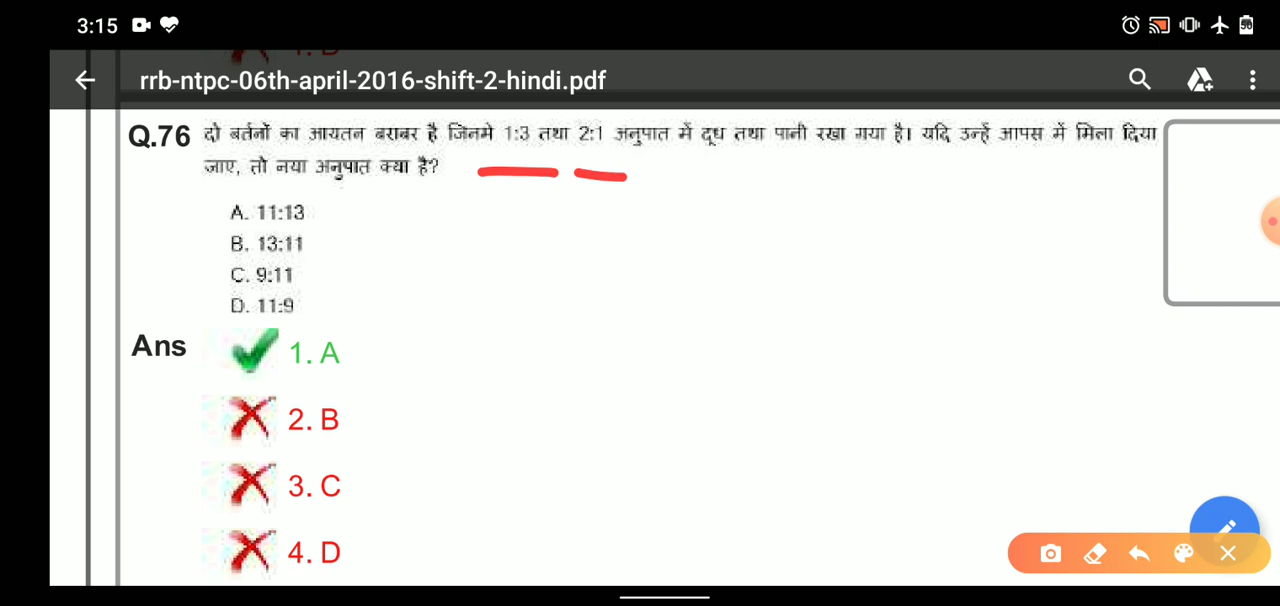 3:15
rrb-ntpc-06th-april-2016-shift-2-hindi.pdf
Q.76 दो बर्तनों का आयतन बराबर है जिनमे 1:3 तथा 2:1 अनुपात में दूध तथा पानी रखा गया है। यदि उन्हें आपस में मिला दिया
जाए, तो नया अनुपात क्या है?
A. 11:13
B. 13:11
C. 9:11
D. 11:9
Ans
1. A
2. B
3. C
4. D